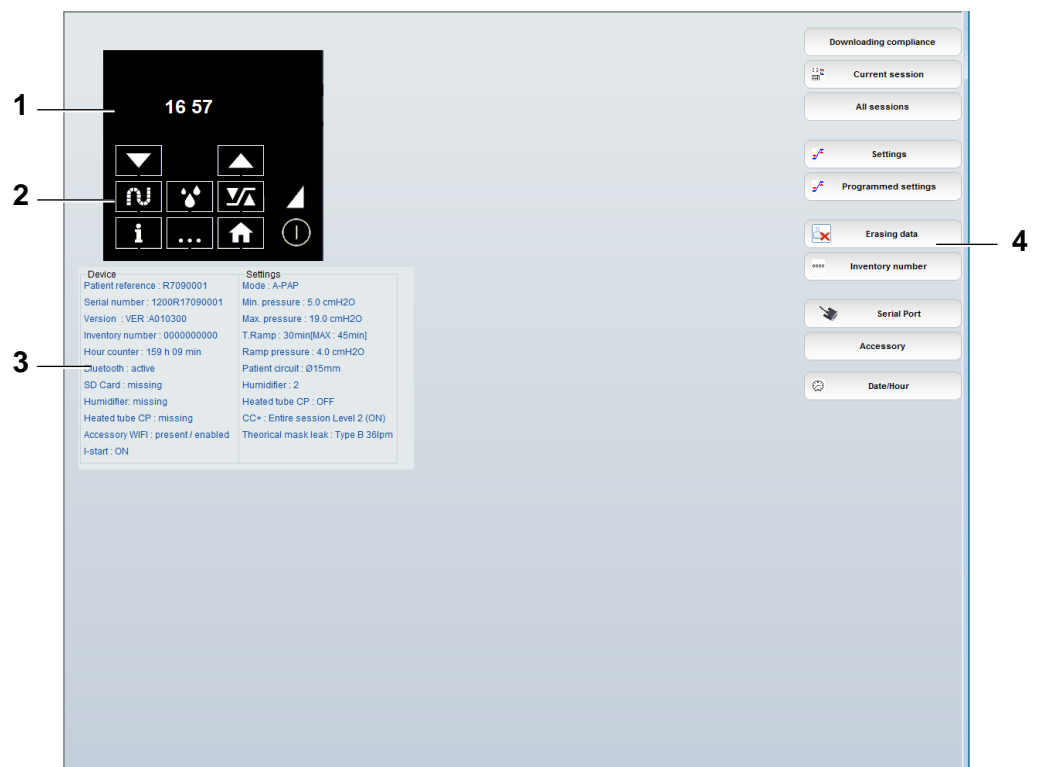 1
16 57
2
i
...
Device
Patient reference : R7090001
Serial number : 1200R17090001
Version : VER :A010300
Inventory number : 0000000000
Hour counter : 159 h 09 min
3
Bluetooth : active
SD Card : missing
Humidifier: missing
Heated tube CP : missing
Accessory WIFI : present / enabled
I-start : ON
Settings
Mode : A-PAP
Min. pressure : 5.0 cmH2O
Max. pressure : 19.0 cmH2O
T.Ramp : 30min[MAX : 45min]
Ramp pressure : 4.0 cmH2O
Patient circuit : Ø15mm
Humidifier : 2
Heated tube CP : OFF
CC+ : Entire session Level 2 (ON)
Theorical mask leak : Type B 36lpm
Downloading compliance
Current session
All sessions
Settings
Programmed settings
Erasing data
4
Inventory number
Serial Port
Accessory
Date/Hour